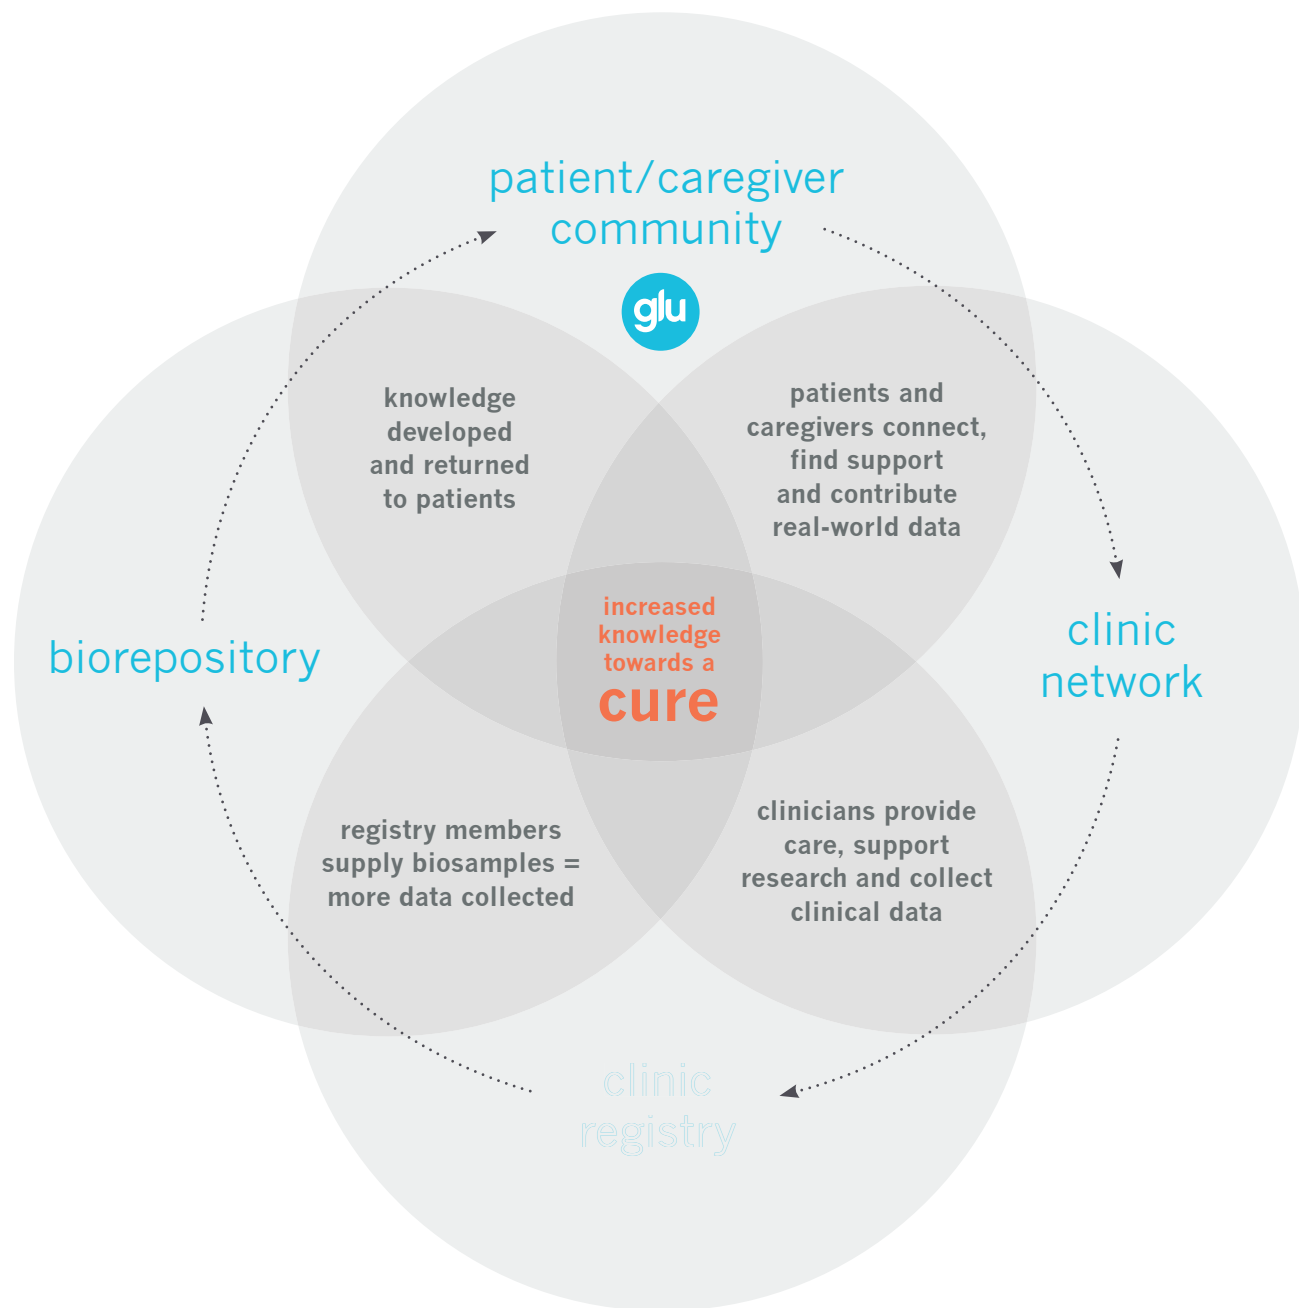 patient/caregiver
community
glu
knowledge
developed
and returned
to patients
patients and
caregivers connect,
find support
and contribute
real-world data
biorepository
increased
knowledge
towards a
cure
clinic
network
registry members
supply biosamples =
more data collected
clinicians provide
care, support
research and collect
clinical data
clinic
registry